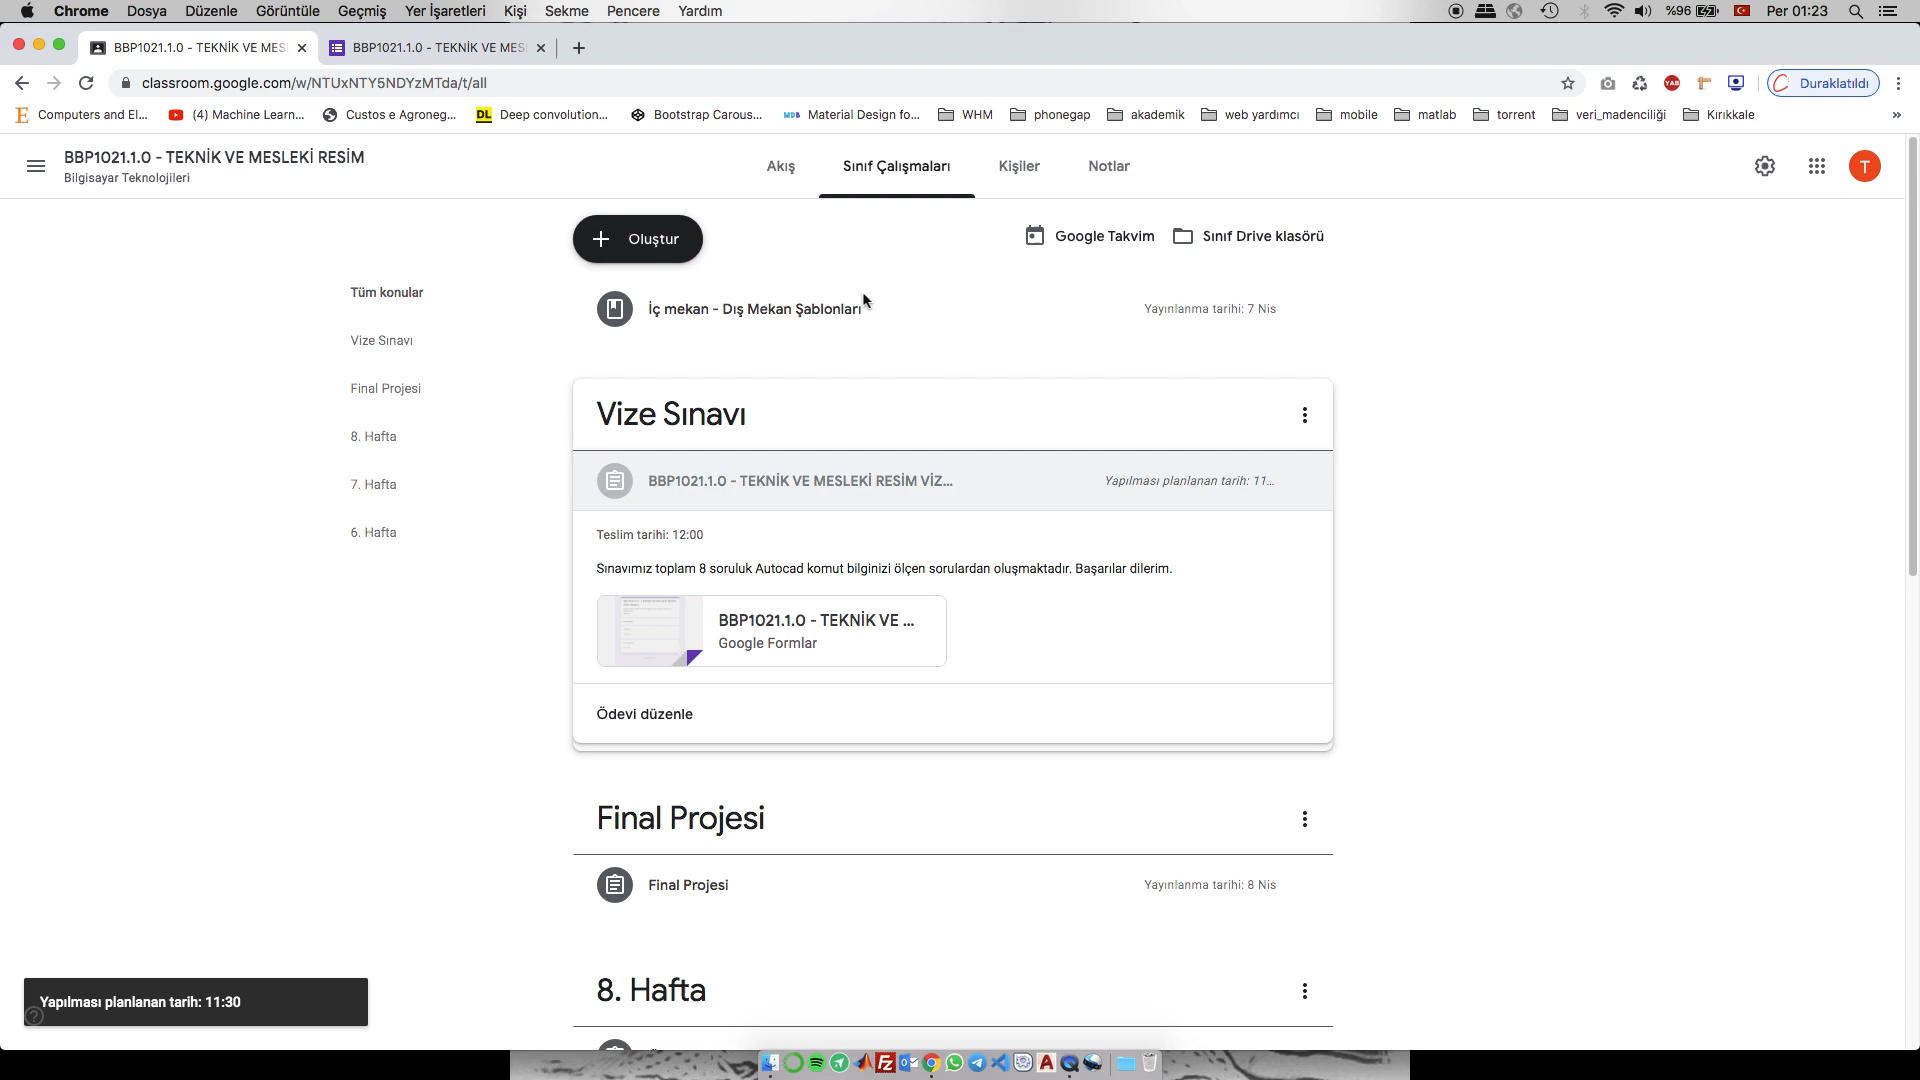 Chrome Dosya Düzenle Görüntüle Geçmiş Yer İşaretleri Kişi Sekme Pencere Yardım %96 Per 01:23
BBP1021.1.0 - TEKNİK VE MES BBP1021.1.0 - TEKNİK VE MES
classroom.google.com/w/NTUxNTY5NDYzMTda/t/all Duraklatıldı
Computers and El... (4) Machine Learn... Custos e Agroneg... DL Deep convolution... Bootstrap Carous... MDB Material Design fo... WHM phonegap akademik web yardımcı mobile matlab torrent veri_madenciliği Kırıkkale »
BBP1021.1.0 - TEKNİK VE MESLEKİ RESİM
Bilgisayar Teknolojileri
Akış Sınıf Çalışmaları Kişiler Notlar
T
Oluştur
Google Takvim Sınıf Drive klasörü
Tüm konular
Vize Sınavı
Final Projesi
8. Hafta
7. Hafta
6. Hafta
İç mekan - Dış Mekan Şablonları Yayınlanma tarihi: 7 Nis
Vize Sınavı
BBP1021.1.0 - TEKNİK VE MESLEKİ RESİM VİZ... Yapılması planlanan tarih: 11...
Teslim tarihi: 12:00
Sınavımız toplam 8 soruluk Autocad komut bilginizi ölçen sorulardan oluşmaktadır. Başarılar dilerim.
BBP1021.1.0 - TEKNİK VE ...
Google Formlar
Ödevi düzenle
Final Projesi
Final Projesi Yayınlanma tarihi: 8 Nis
8. Hafta
Yapılması planlanan tarih: 11:30